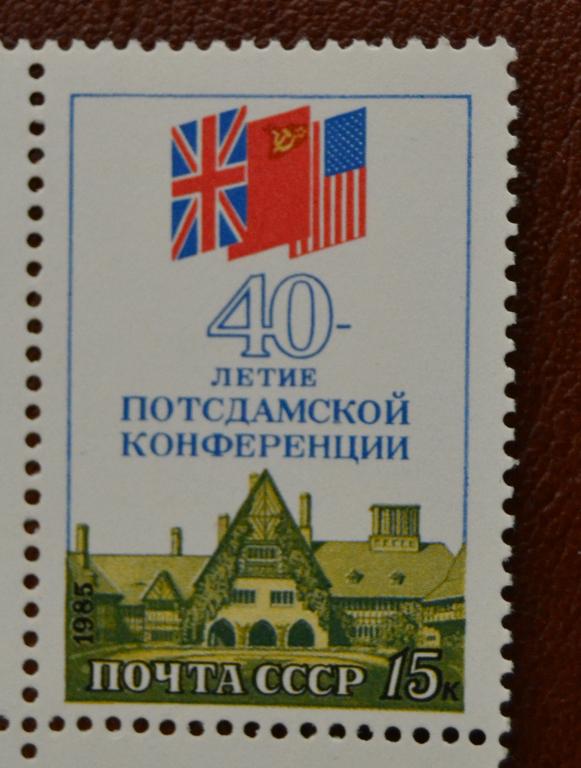 40-
ЛЕТИЕ
ПОТСДАМСКОЙ
КОНФЕРЕНЦИИ
1985
ПОЧТА СССР 15к